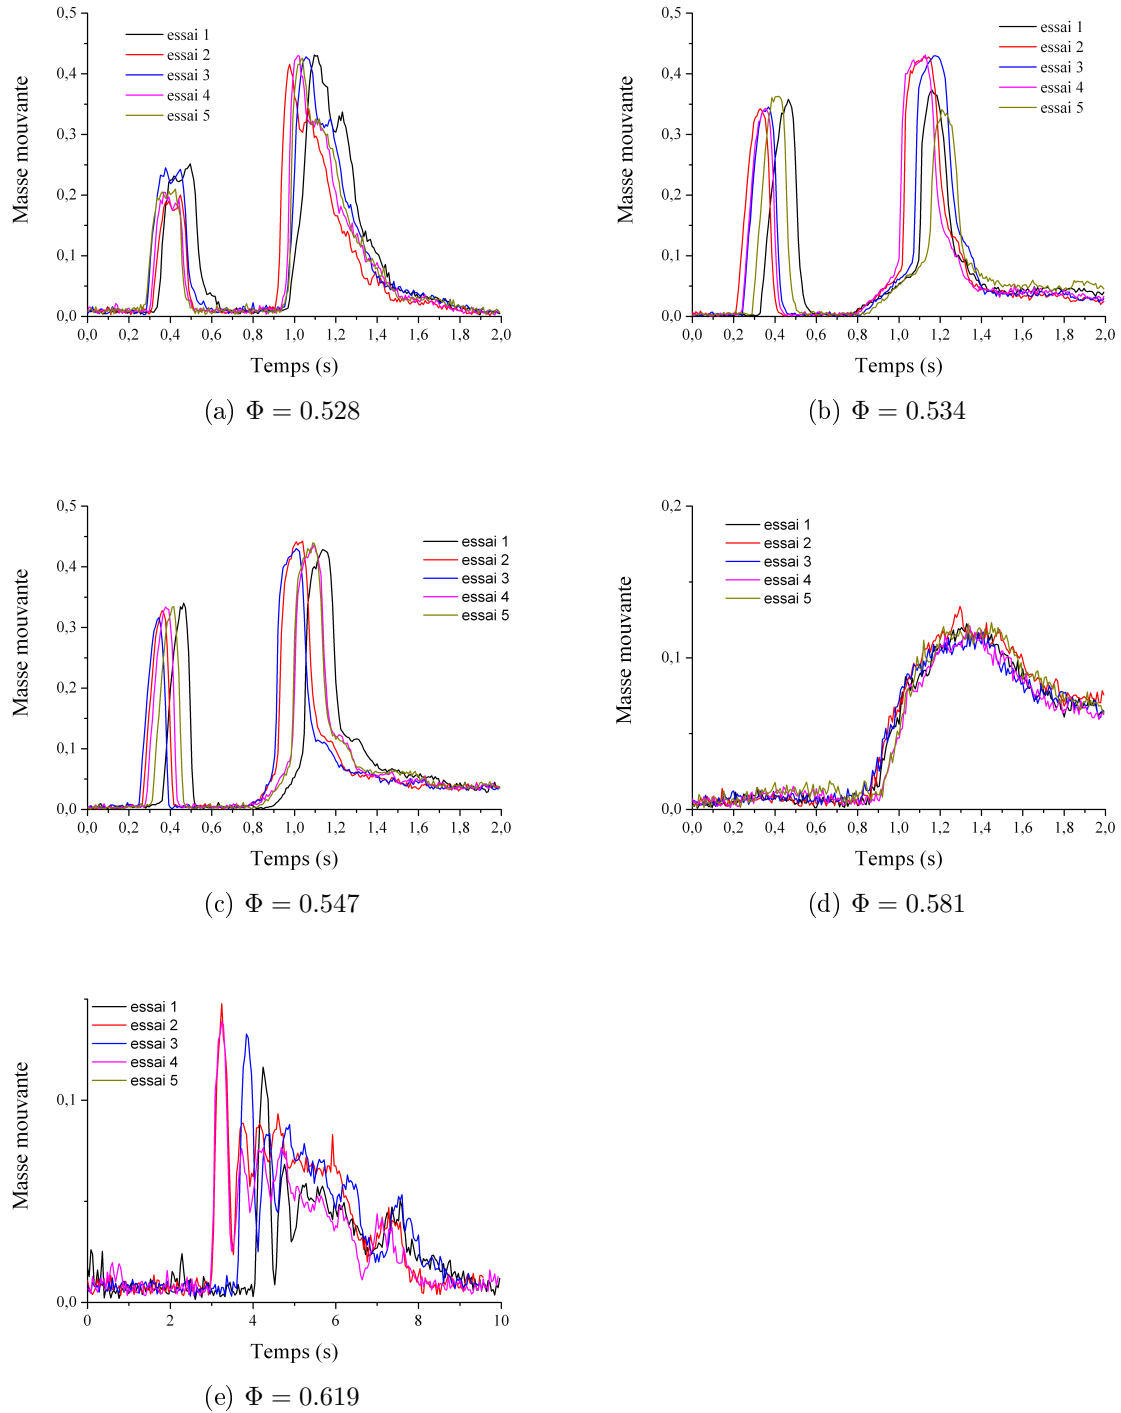 0,5
0,4
0,3
0,2
0,1
0,0
Masse mouvante
essai 1
essai 2
essai 3
essai 4
essai 5
0,0 0,2 0,4 0,6 0,8 1,0 1,2 1,4 1,6 1,8 2,0
Temps (s)
(a) Φ = 0.528
0,5
0,4
0,3
0,2
0,1
0,0
Masse mouvante
essai 1
essai 2
essai 3
essai 4
essai 5
0,0 0,2 0,4 0,6 0,8 1,0 1,2 1,4 1,6 1,8 2,0
Temps (s)
(b) Φ = 0.534
0,5
0,4
0,3
0,2
0,1
0,0
Masse mouvante
essai 1
essai 2
essai 3
essai 4
essai 5
0,0 0,2 0,4 0,6 0,8 1,0 1,2 1,4 1,6 1,8 2,0
Temps (s)
(c) Φ = 0.547
0,2
0,1
0,0
Masse mouvante
essai 1
essai 2
essai 3
essai 4
essai 5
0,0 0,2 0,4 0,6 0,8 1,0 1,2 1,4 1,6 1,8 2,0
Temps (s)
(d) Φ = 0.581
0,1
0,0
Masse mouvante
essai 1
essai 2
essai 3
essai 4
essai 5
0 2 4 6 8 10
Temps (s)
(e) Φ = 0.619